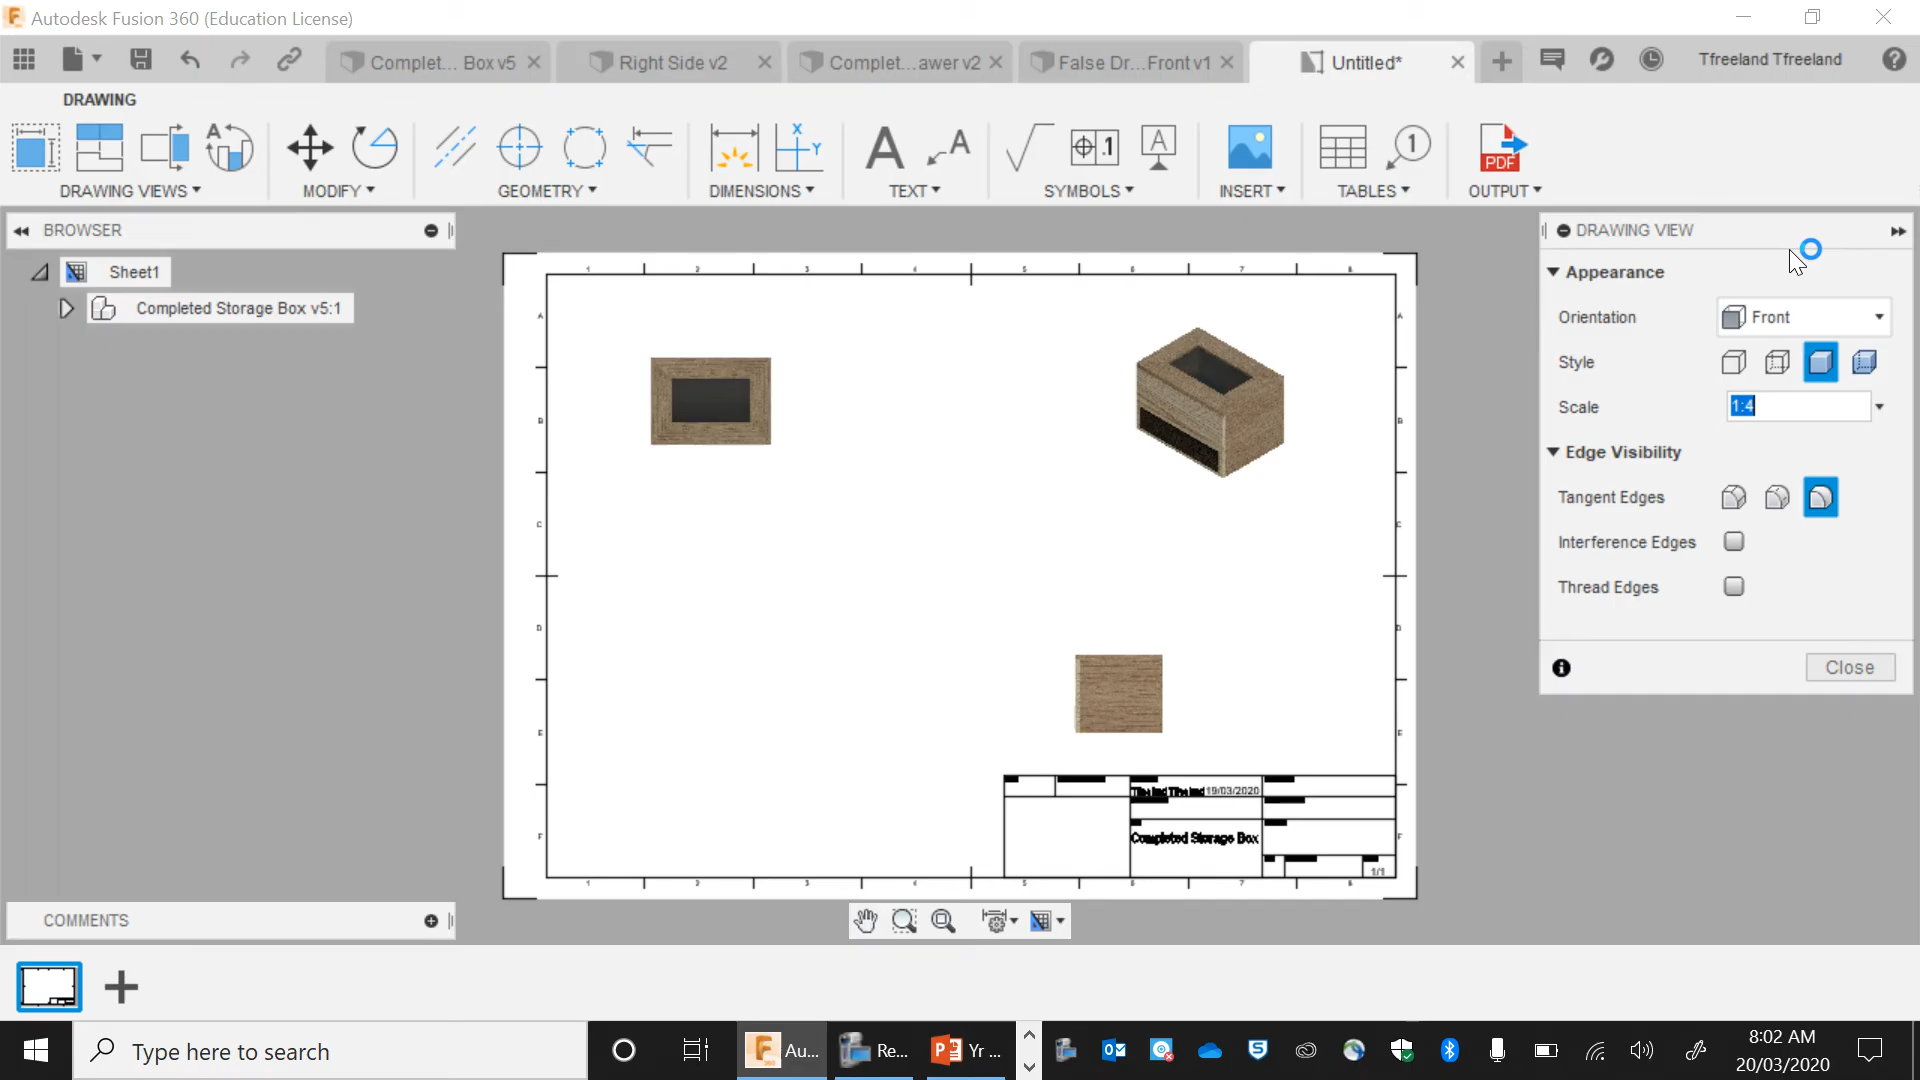 Autodesk Fusion 360 (Education License)
Complet... Box v5
Right Side v2
Complet...awer v2
False Dr...Front v1
Untitled*
Tfreeland Tfreeland
DRAWING
DRAWING VIEWS
MODIFY
GEOMETRY
DIMENSIONS
TEXT
SYMBOLS
INSERT
TABLES
OUTPUT
BROWSER
Sheet1
Completed Storage Box v5:1
DRAWING VIEW
Appearance
Orientation
Front
Style
Scale
1:4
Edge Visibility
Tangent Edges
Interference Edges
Thread Edges
Close
19/03/2020
Completed Storage Box
1/1
COMMENTS
Type here to search
Au...
Re...
Yr ...
8:02 AM
20/03/2020